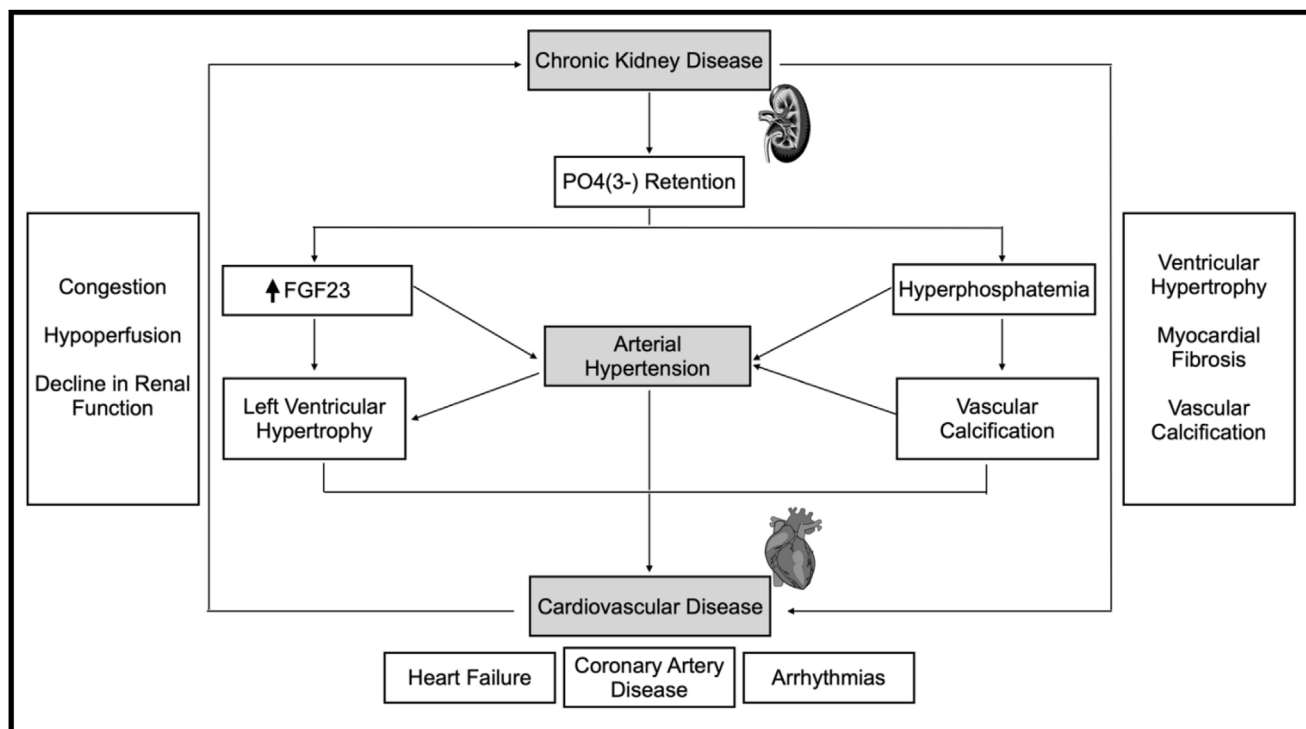 Chronic Kidney Disease
PO4(3-) Retention
Congestion
Hypoperfusion
Decline in Renal
Function
FGF23
Hyperphosphatemia
Arterial
Hypertension
Left Ventricular
Hypertrophy
Vascular
Calcification
Ventricular
Hypertrophy
Myocardial
Fibrosis
Vascular
Calcification
Cardiovascular Disease
Heart Failure
Coronary Artery
Disease
Arrhythmias